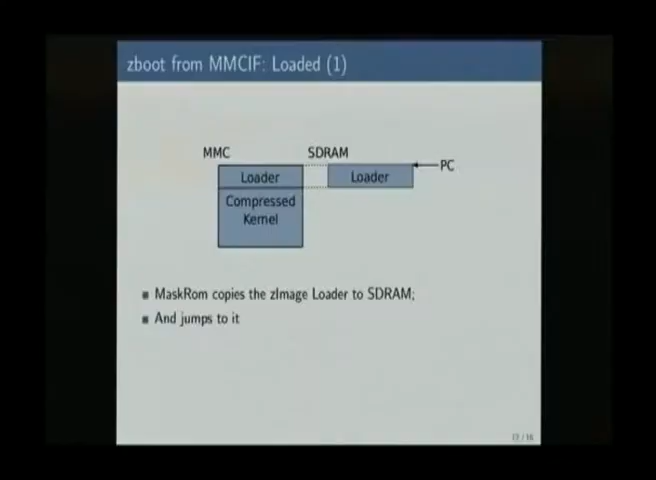 zboot from MMCIF: Loaded (1)
MMC
SDRAM
Loader
Loader
PC
Compressed
Kernel
MaskRom copies the zImage Loader to SDRAM;
And jumps to it